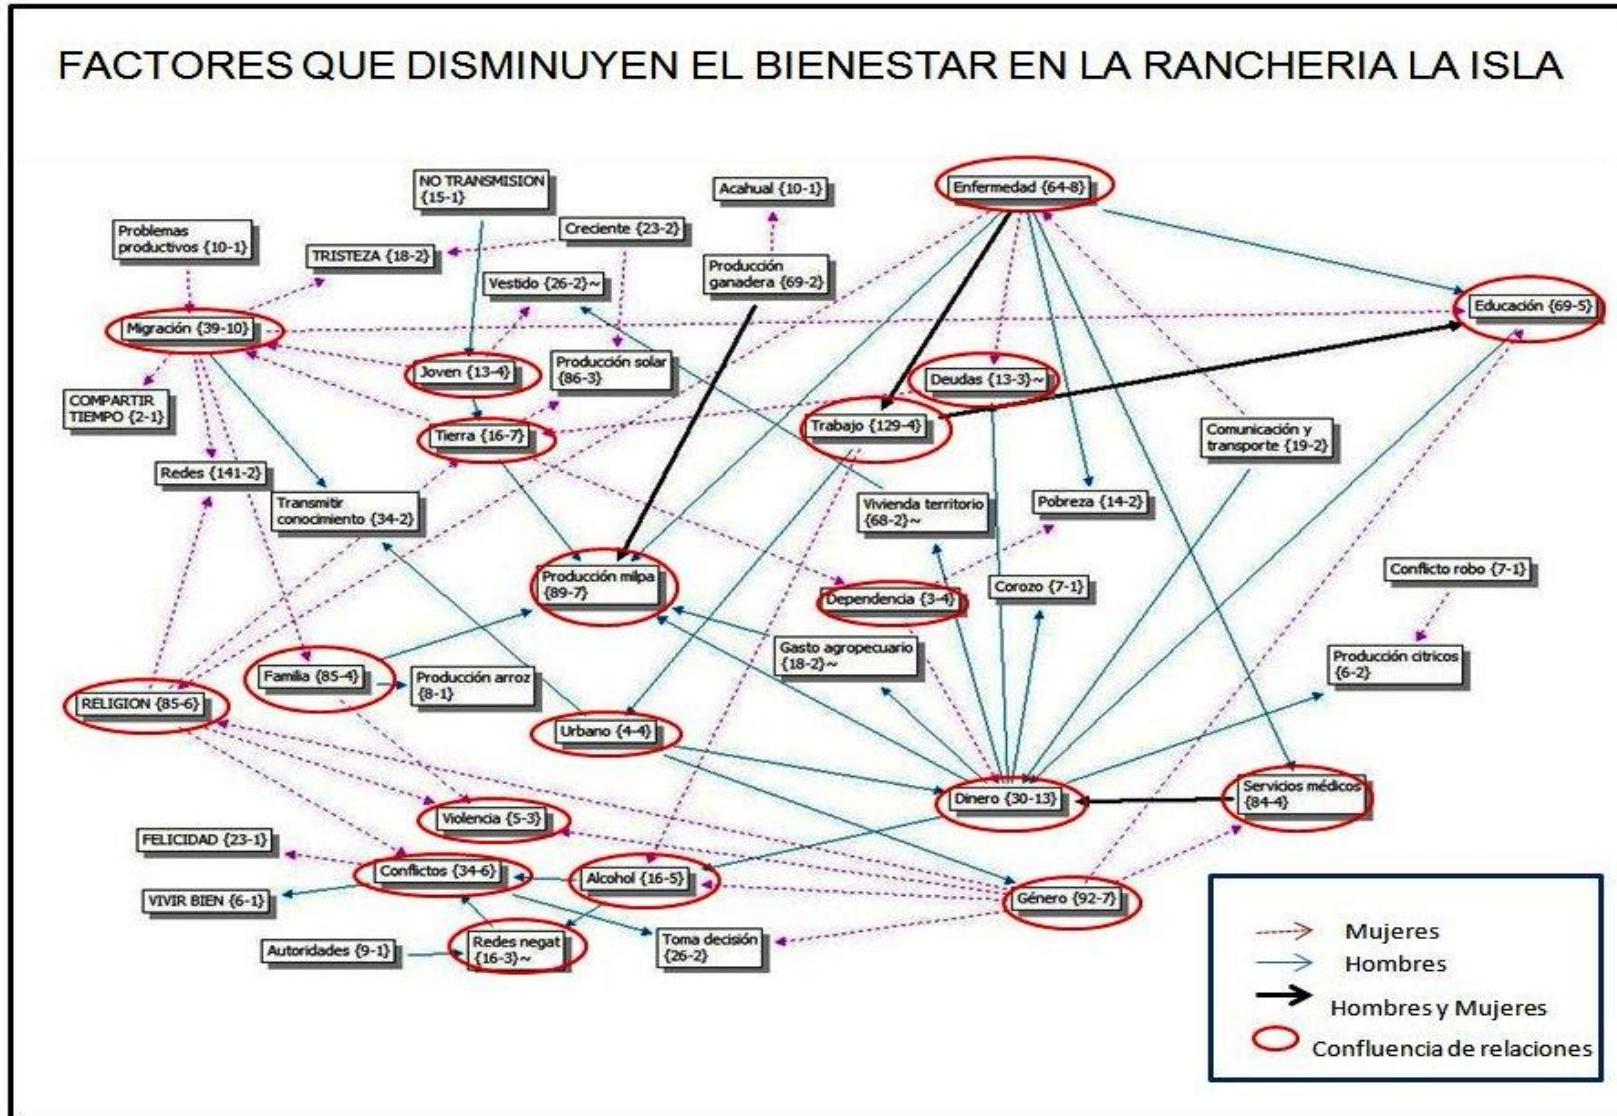 FACTORES QUE DISMINUYEN EL BIENESTAR EN LA RANCHERIA LA ISLA
NO TRANSMISION
{15-1}
Acahual {10-1}
Enfermedad {64-8}
Problemas
productivos {10-1}
Creciente {23-2}
TRISTEZA {18-2}
Producción
ganadera {69-2}
Vestido {26-2}~
Educación {69-5}
Migración {39-10}
Joven {13-4}
Producción solar
{86-3}
Deudas {13-3}~
COMPARTIR
TIEMPO {2-1}
Tierra {16-7}
Trabajo {129-4}
Comunicación y
transporte {19-2}
Redes {141-2}
Transmitir
conocimiento {34-2}
Vivienda territorio
{68-2}~
Pobreza {14-2}
Producción milpa
{89-7}
Dependencia {3-4}
Corozo {7-1}
Conflicto robo {7-1}
Gasto agropecuario
{18-2}~
Producción citricos
{6-2}
Familia {85-4}
Producción arroz
{8-1}
RELIGION {85-6}
Urbano {4-4}
Dinero {30-13}
Servicios médicos
{84-4}
Violencia {5-3}
FELICIDAD {23-1}
Conflictos {34-6}
Alcohol {16-5}
Género {92-7}
VIVIR BIEN {6-1}
Autoridades {9-1}
Redes negat
{16-3}~
Toma decisión
{26-2}
Mujeres
Hombres
Hombres y Mujeres
Confluencia de relaciones